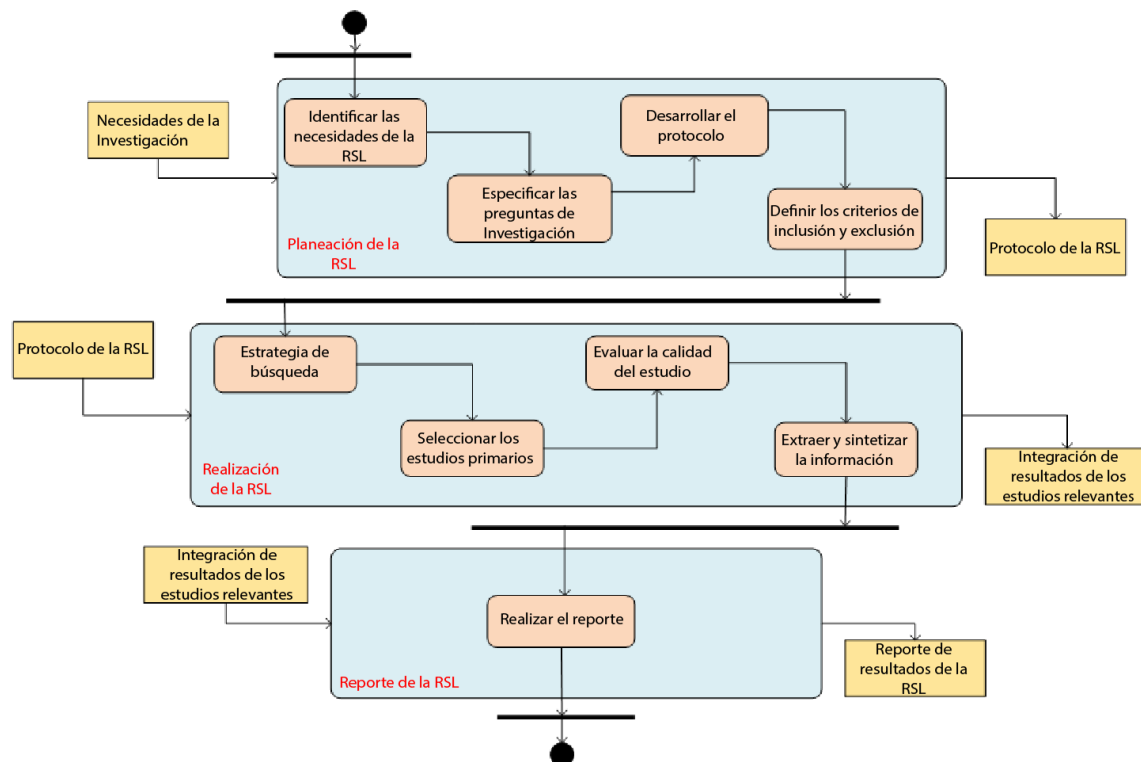 Necesidades de la
Investigación
Identificar las
necesidades de la
RSL
Especificar las
preguntas de
Investigación
Desarrollar el
protocolo
Definir los criterios de
inclusión y exclusión
Planeación de la
RSL
Protocolo de la RSL
Protocolo de la RSL
Estrategia de
búsqueda
Seleccionar los
estudios primarios
Evaluar la calidad
del estudio
Extraer y sintetizar
la información
Realización
de la RSL
Integración de
resultados de los
estudios relevantes
Integración de
resultados de los
estudios relevantes
Realizar el reporte
Reporte de la RSL
Reporte de
resultados de la
RSL